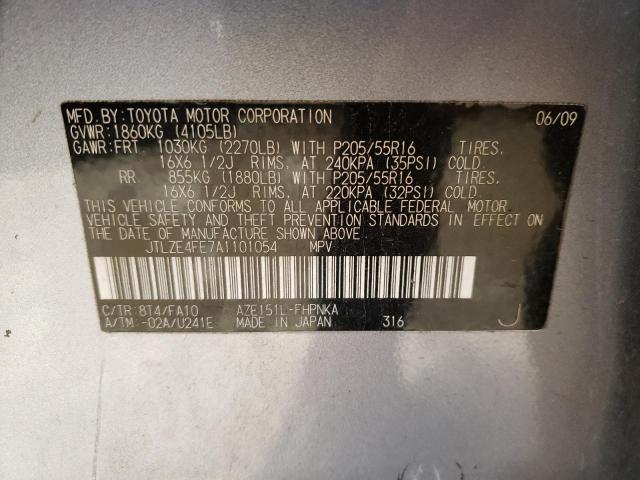 MFD. BY: TOYOTA MOTOR CORPORATION 06/09
GVWR: 1860KG (4105LB)
GAWR: FRT 1030KG (2270LB) WITH P205/55R16 TIRES.
16X6 1/2J RIMS. AT 240KPA (35PSI) COLD.
RR 855KG (1880LB) WITH P205/55R16 TIRES.
16X6 1/2J RIMS. AT 220KPA (32PSI) COLD.
THIS VEHICLE CONFORMS TO ALL APPLICABLE FEDERAL MOTOR
VEHICLE SAFETY AND THEFT PREVENTION STANDARDS IN EFFECT ON
THE DATE OF MANUFACTURE SHOWN ABOVE.
JTLZE4FE7A1101054 MPV
C/TR: 8T4/FA10 AZE151L-FHPNKA
A/TM: -02A/U241E MADE IN JAPAN 316 J